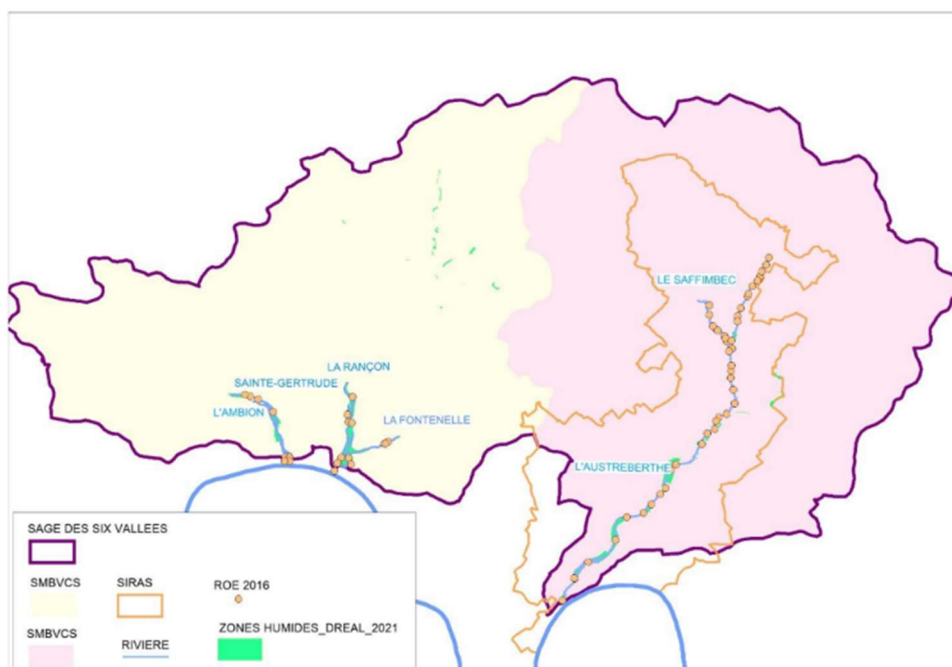 LE SAFFIMBEC
LA RANÇON
SAINTE-GERTRUDE
L'AMBION
LA FONTENELLE
L'AUSTREBERTHE
SAGE DES SIX VALLEES
SMBVCS
SIRAS
ROE 2016
SMBVCS
RIVIERE
ZONES HUMIDES_DREAL_2021